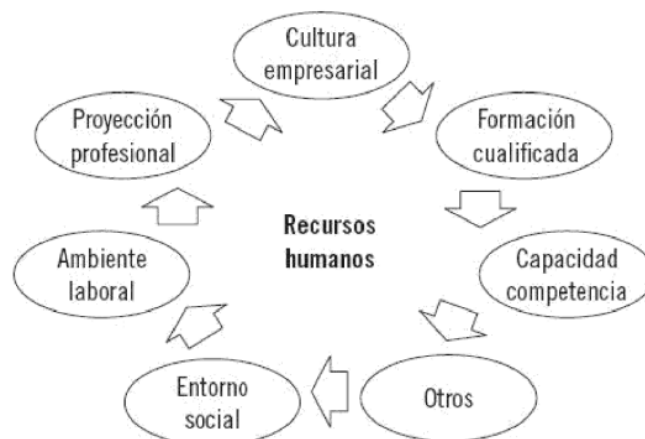 Cultura
empresarial
Proyección
profesional
Formación
cualificada
Recursos
humanos
Ambiente
laboral
Capacidad
competencia
Entorno
social
Otros